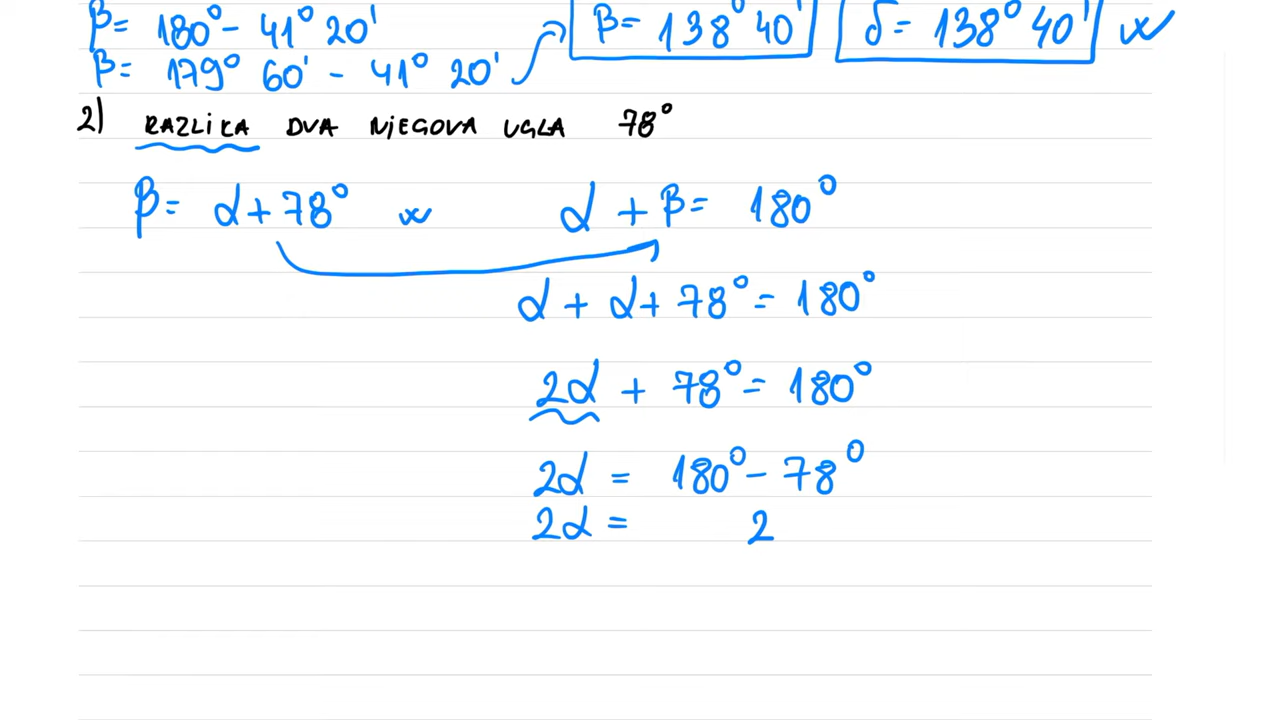 β = 180° - 41° 20'
β = 179° 60' - 41° 20'
β = 138° 40'
δ = 138° 40'
2) RAZLIKA DVA NJEGOVA UGLA 78°
β = α + 78°
α + β = 180°
α + α + 78° = 180°
2α + 78° = 180°
2α = 180° - 78°
2α = 2